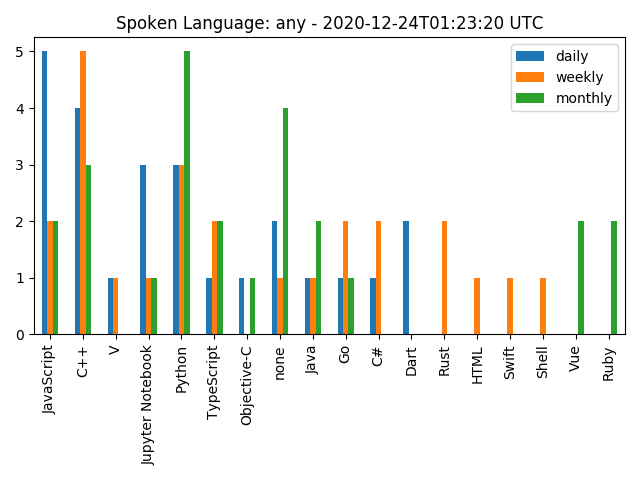 Spoken Language: any - 2020-12-24T01:23:20 UTC
daily
weekly
monthly
5
4
3
2
1
0
JavaScript
C++
V
Jupyter Notebook
Python
TypeScript
Objective-C
none
Java
Go
C#
Dart
Rust
HTML
Swift
Shell
Vue
Ruby